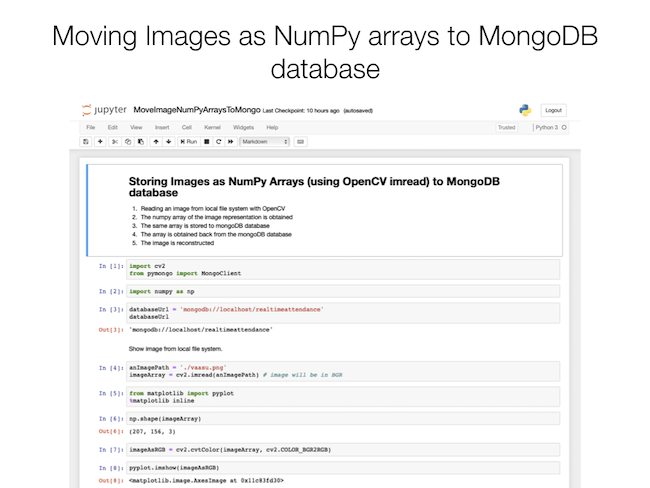 Moving Images as NumPy arrays to MongoDB
database
jupyter MoveImageNumPyArraysToMongo Last Checkpoint: 10 hours ago (autosaved)
Logout
File Edit View Insert Cell Kernel Widgets Help
Trusted
Python 3
Run
Markdown
Storing Images as NumPy Arrays (using OpenCV imread) to MongoDB
database
1. Reading an image from local file system with OpenCV
2. The numpy array of the image representation is obtained
3. The same array is stored to mongoDB database
4. The array is obtained back from the mongoDB database
5. The image is reconstructed
In [1]: import cv2
from pymongo import MongoClient
In [2]: import numpy as np
In [3]: databaseUrl = 'mongodb://localhost/realtimeattendance'
databaseUrl
Out[3]: 'mongodb://localhost/realtimeattendance'
Show image from local file system.
In [4]: anImagePath = './vaasu.png'
imageArray = cv2.imread(anImagePath) # image will be in BGR
In [5]: from matplotlib import pyplot
%matplotlib inline
In [6]: np.shape(imageArray)
Out[6]: (207, 156, 3)
In [7]: imageAsRGB = cv2.cvtColor(imageArray, cv2.COLOR_BGR2RGB)
In [8]: pyplot.imshow(imageAsRGB)
Out[8]: <matplotlib.image.AxesImage at 0x11c83fd30>